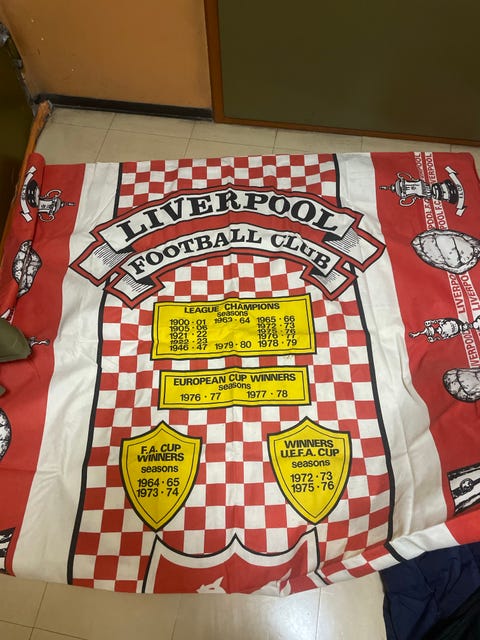 LIVERPOOL
FOOTBALL CLUB
LEAGUE CHAMPIONS
seasons
1900·01 1963·64 1965·66
1905·06 1972·73
1921·22 1975·76
1922·23 1976·77
1946·47 1979·80 1978·79
EUROPEAN CUP WINNERS
seasons
1976·77 1977·78
F.A. CUP
WINNERS
seasons
1964·65
1973·74
WINNERS
U.E.F.A. CUP
seasons
1972·73
1975·76
LIVERPOOL